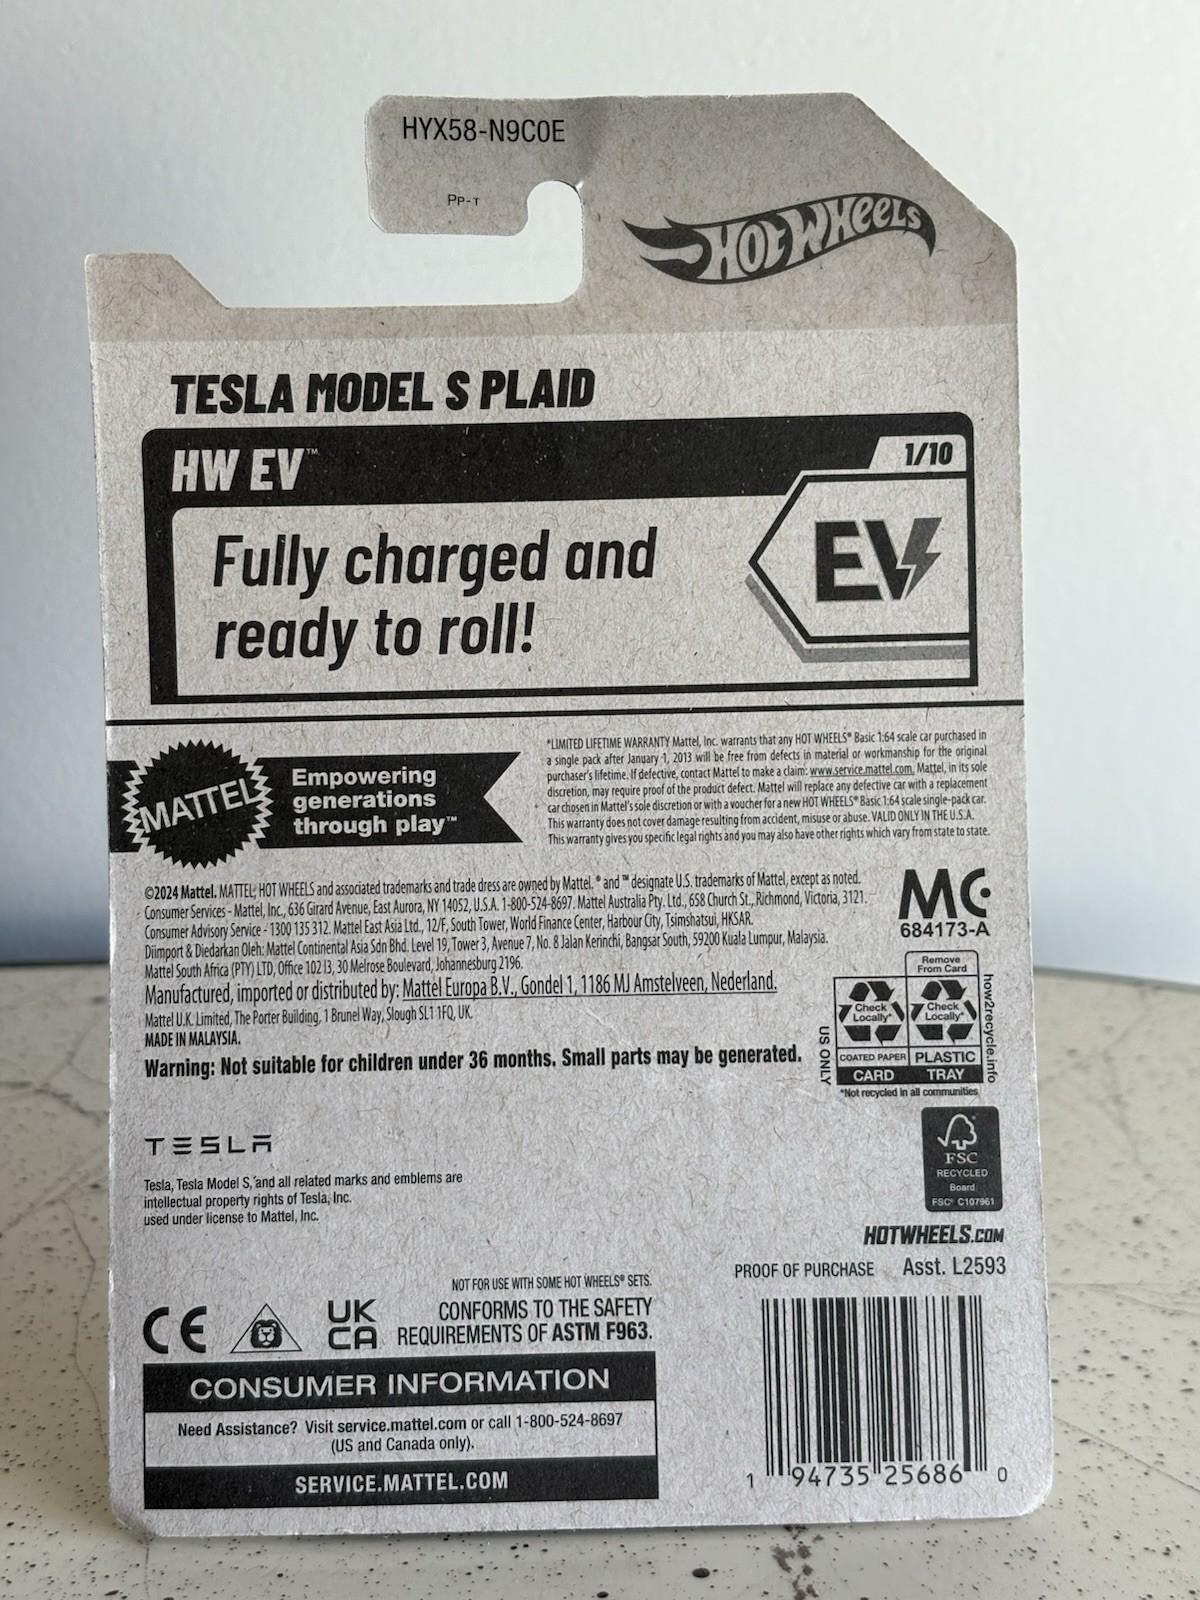 HYX58-N9C0E
PP-T
HOT WHEELS
TESLA MODEL S PLAID
HW EV™
1/10
Fully charged and
ready to roll!
EV
MATTEL
Empowering
generations
through play™
*LIMITED LIFETIME WARRANTY Mattel, Inc. warrants that any HOT WHEELS® Basic 1:64 scale car purchased in
a single pack after January 1, 2013 will be free from defects in material or workmanship for the original
purchaser's lifetime. If defective, contact Mattel to make a claim: www.service.mattel.com. Mattel, in its sole
discretion, may require proof of the product defect. Mattel will replace any defective car with a replacement
car chosen in Mattel's sole discretion or with a voucher for a new HOT WHEELS® Basic 1:64 scale single-pack car.
This warranty does not cover damage resulting from accident, misuse or abuse. VALID ONLY IN THE U.S.A.
This warranty gives you specific legal rights and you may also have other rights which vary from state to state.
©2024 Mattel. MATTEL, HOT WHEELS and associated trademarks and trade dress are owned by Mattel. ® and ™ designate U.S. trademarks of Mattel, except as noted.
Consumer Services - Mattel, Inc., 636 Girard Avenue, East Aurora, NY 14052, U.S.A. 1-800-524-8697. Mattel Australia Pty. Ltd., 658 Church St., Richmond, Victoria, 3121.
Consumer Advisory Service - 1300 135 312. Mattel East Asia Ltd., 12/F, South Tower, World Finance Center, Harbour City, Tsimshatsui, HKSAR.
Diimport & Diedarkan Oleh: Mattel Continental Asia Sdn Bhd. Level 19, Tower 3, Avenue 7, No. 8 Jalan Kerinchi, Bangsar South, 59200 Kuala Lumpur, Malaysia.
Mattel South Africa (PTY) LTD, Office 102 I3, 30 Melrose Boulevard, Johannesburg 2196.
Manufactured, imported or distributed by: Mattel Europa B.V., Gondel 1, 1186 MJ Amstelveen, Nederland.
Mattel U.K. Limited, The Porter Building, 1 Brunel Way, Slough SL1 1FQ, UK.
MADE IN MALAYSIA.
Warning: Not suitable for children under 36 months. Small parts may be generated.
MC
684173-A
Remove
From Card
Check
Locally*
Check
Locally*
COATED PAPER
PLASTIC
CARD
TRAY
US ONLY
how2recycle.info
*Not recycled in all communities
TESLA
Tesla, Tesla Model S, and all related marks and emblems are
intellectual property rights of Tesla, Inc.
used under license to Mattel, Inc.
FSC
RECYCLED
Board
FSC® C107961
HOTWHEELS.COM
PROOF OF PURCHASE Asst. L2593
NOT FOR USE WITH SOME HOT WHEELS® SETS.
CE
UK
CA
CONFORMS TO THE SAFETY
REQUIREMENTS OF ASTM F963.
CONSUMER INFORMATION
Need Assistance? Visit service.mattel.com or call 1-800-524-8697
(US and Canada only).
SERVICE.MATTEL.COM
1 94735 25686 0